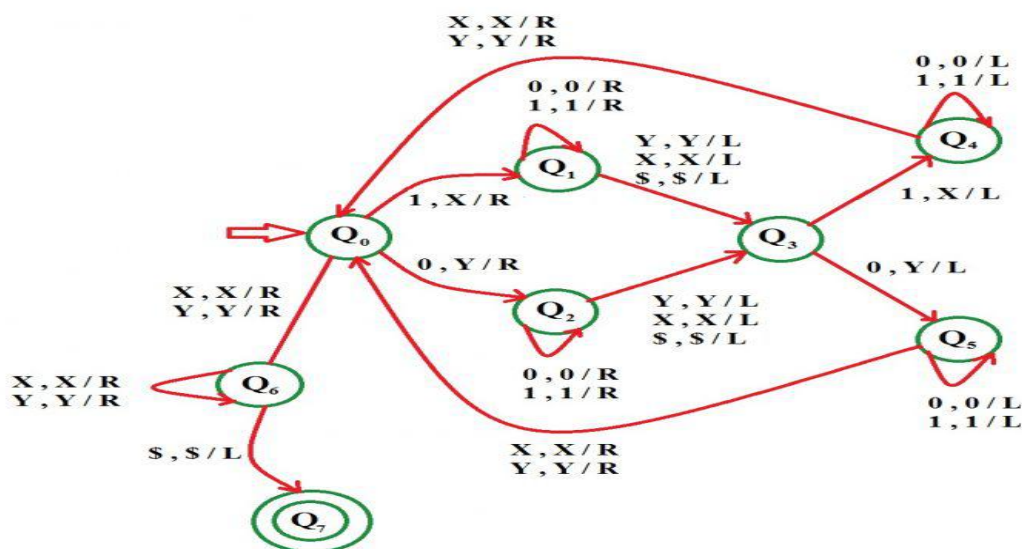 X , X / R
Y , Y / R
0 , 0 / L
1 , 1 / L
0 , 0 / R
1 , 1 / R
Y , Y / L
X , X / L
$ , $ / L
Q4
Q1
1 , X / R
1 , X / L
Q0
Q3
0 , Y / R
0 , Y / L
X , X / R
Y , Y / R
Q2
Y , Y / L
X , X / L
$ , $ / L
Q5
X , X / R
Y , Y / R
Q6
0 , 0 / R
1 , 1 / R
0 , 0 / L
1 , 1 / L
X , X / R
Y , Y / R
$ , $ / L
Q7